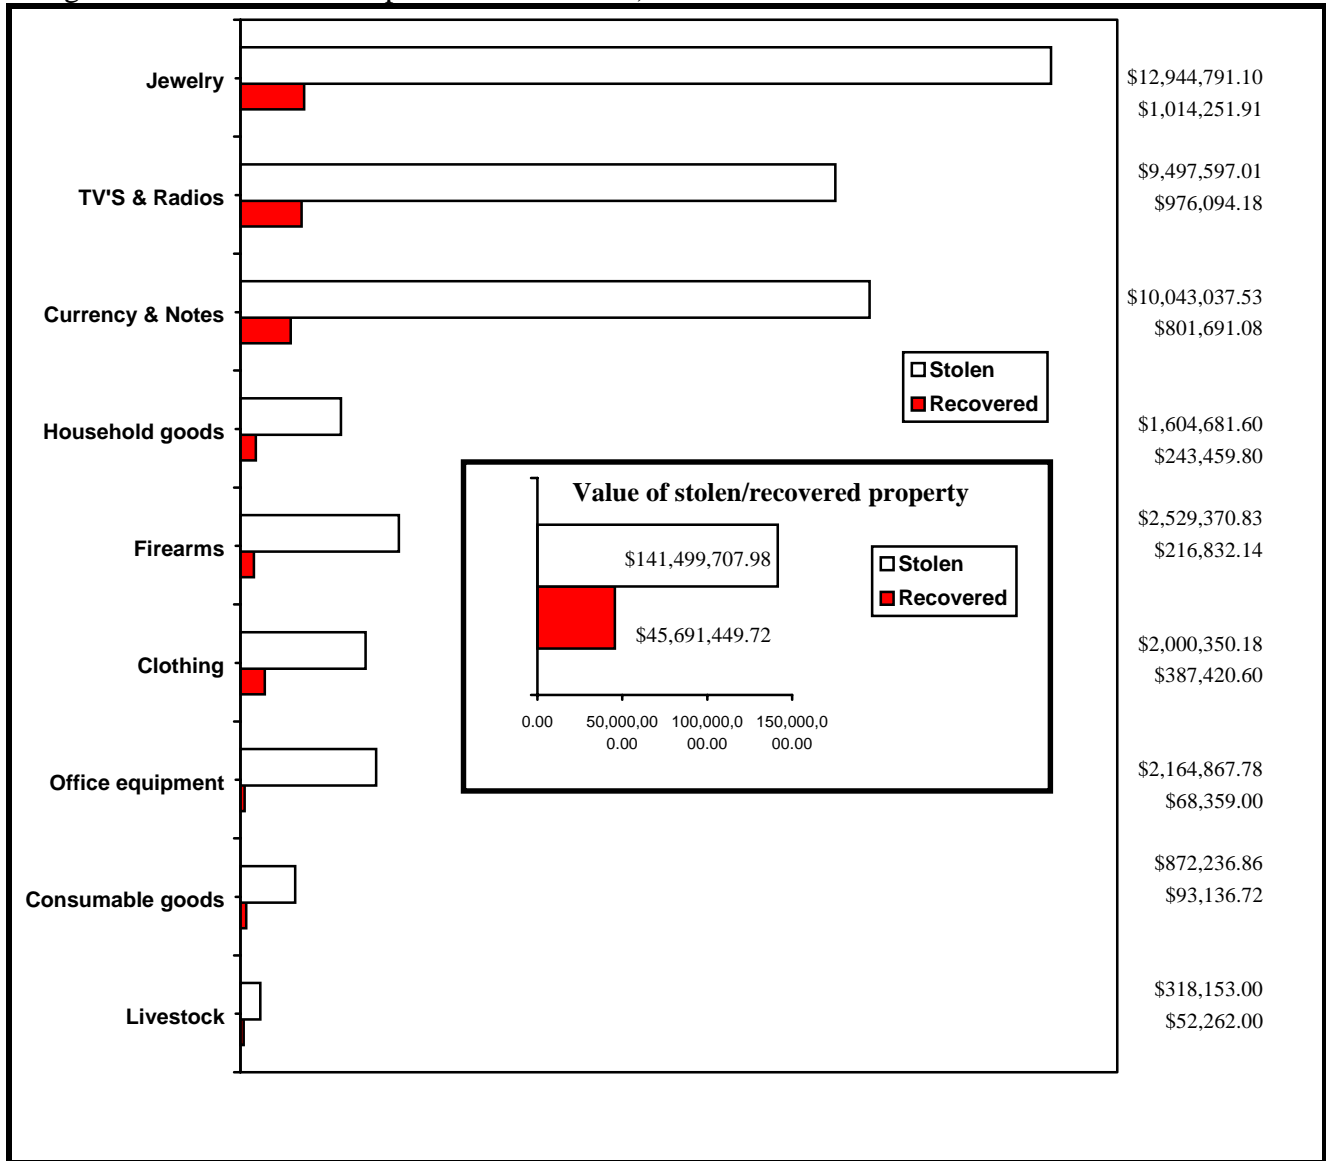 Jewelry
$12,944,791.10
$1,014,251.91
TV'S & Radios
$9,497,597.01
$976,094.18
Currency & Notes
$10,043,037.53
$801,691.08
Stolen
Recovered
Household goods
$1,604,681.60
$243,459.80
Value of stolen/recovered property
Firearms
$2,529,370.83
$216,832.14
$141,499,707.98
Stolen
Recovered
$45,691,449.72
Clothing
$2,000,350.18
$387,420.60
0.00
50,000,00
0.00
100,000,0
00.00
150,000,0
00.00
Office equipment
$2,164,867.78
$68,359.00
Consumable goods
$872,236.86
$93,136.72
Livestock
$318,153.00
$52,262.00